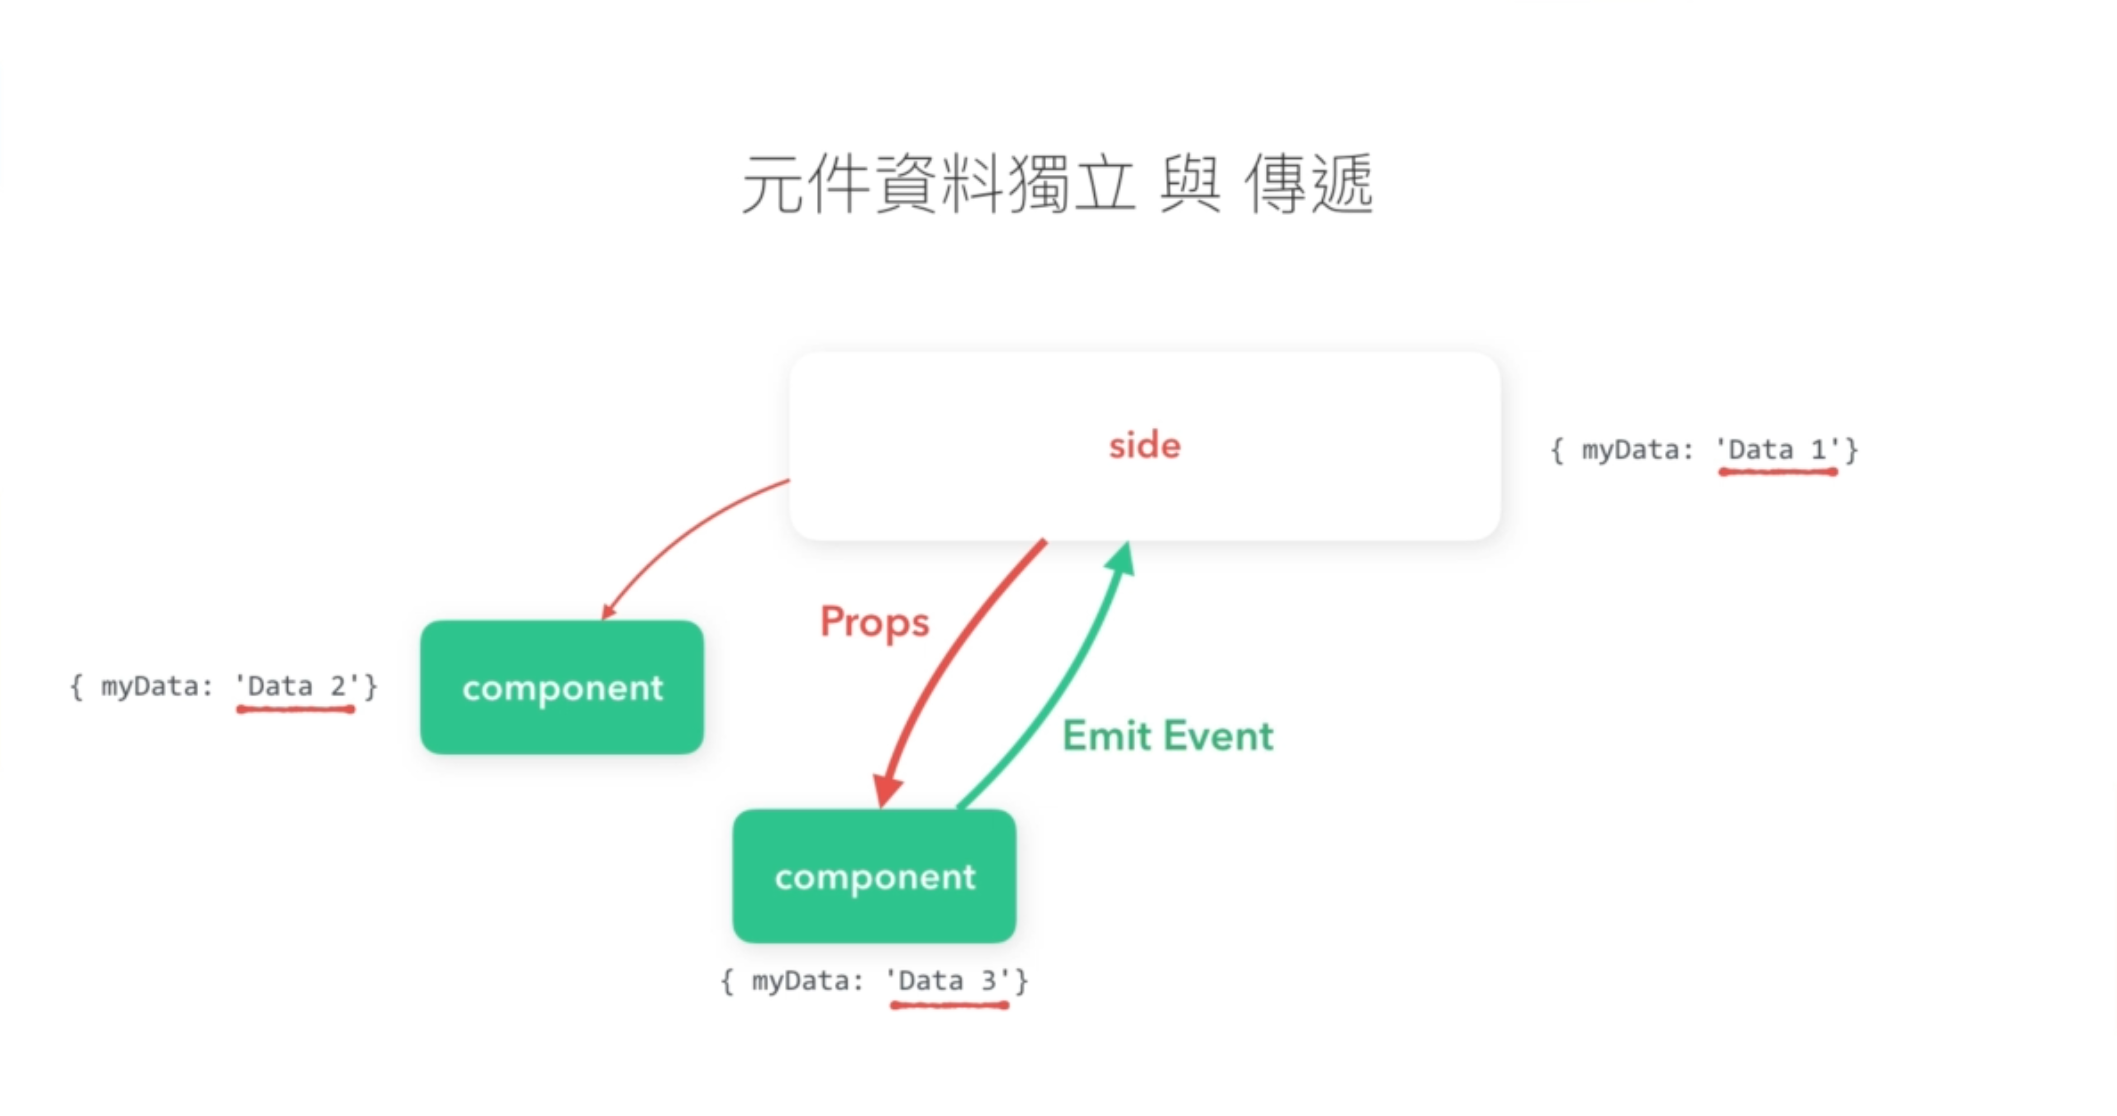 元件資料獨立 與 傳遞
side
{ myData: 'Data 1'}
Props
{ myData: 'Data 2'}
component
Emit Event
component
{ myData: 'Data 3'}